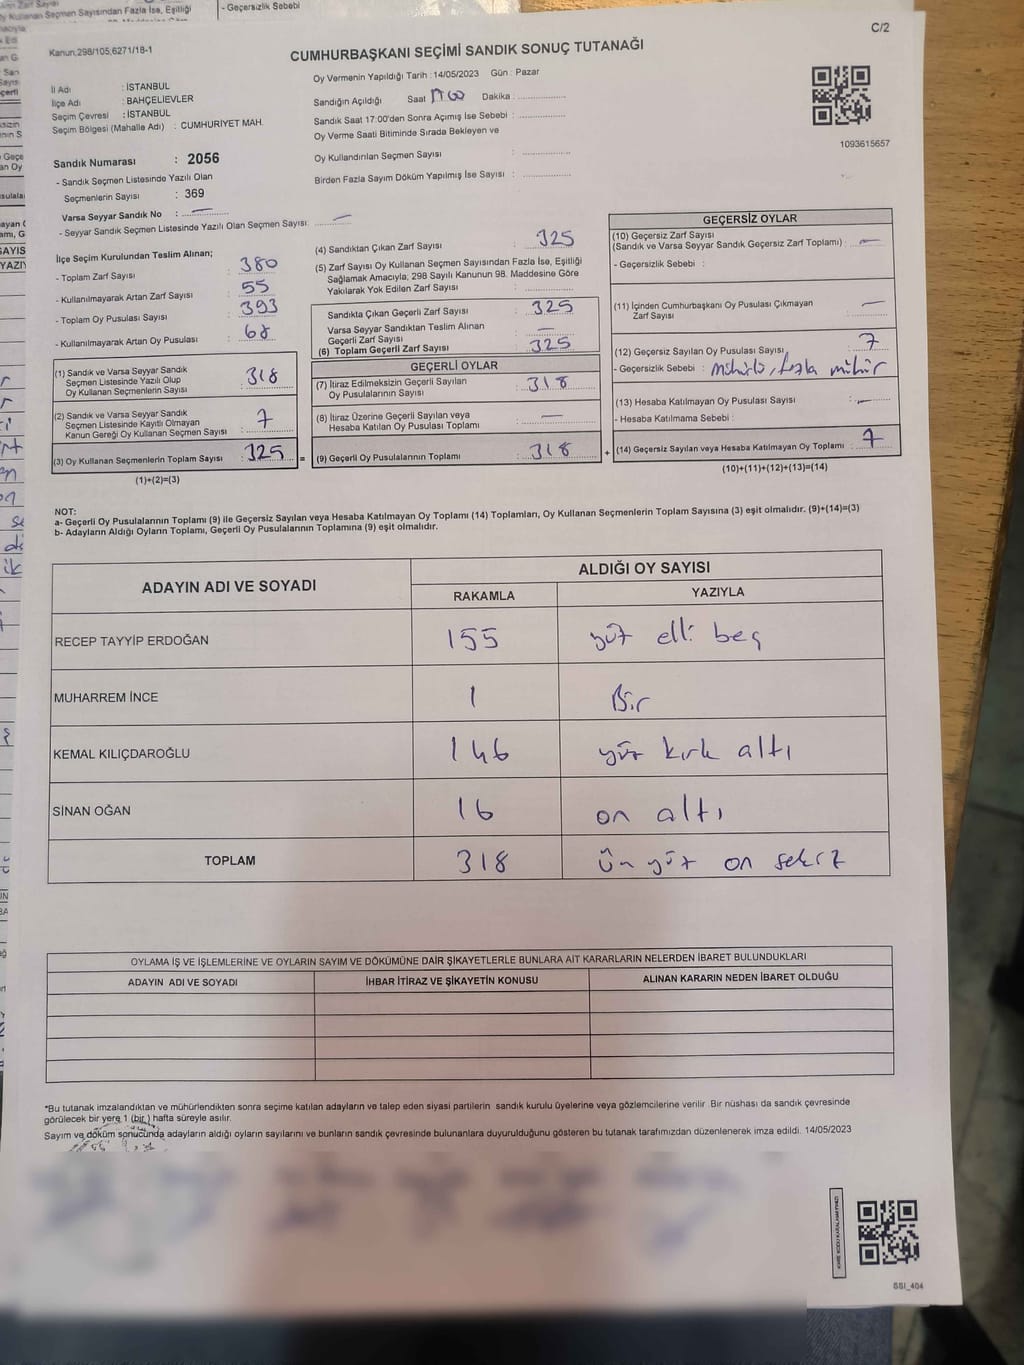 - Geçersizlik Sebebi
Oy Kullanan Seçmen Sayısından Fazla İse, Eşitliği
C/2
Kanun,298/105,6271/18-1
CUMHURBAŞKANI SEÇİMİ SANDIK SONUÇ TUTANAĞI
Oy Vermenin Yapıldığı Tarih : 14/05/2023 Gün : Pazar
İl Adı : İSTANBUL
İlçe Adı : BAHÇELİEVLER
Seçim Çevresi : İSTANBUL
Seçim Bölgesi (Mahalle Adı) : CUMHURİYET MAH.
Sandığın Açıldığı Saat Dakika :
Sandık Saat 17:00'den Sonra Açımış İse Sebebi :
Oy Verme Saati Bitiminde Sırada Bekleyen ve
Oy Kullandırılan Seçmen Sayısı :
Birden Fazla Sayım Döküm Yapılmış İse Sayısı :
1093615657
Sandık Numarası : 2056
- Sandık Seçmen Listesinde Yazılı Olan
Seçmenlerin Sayısı : 369
Varsa Seyyar Sandık No : —
- Seyyar Sandık Seçmen Listesinde Yazılı Olan Seçmen Sayısı: —
İlçe Seçim Kurulundan Teslim Alınan;
- Toplam Zarf Sayısı : 380
- Kullanılmayarak Artan Zarf Sayısı : 55
- Toplam Oy Pusulası Sayısı : 393
- Kullanılmayarak Artan Oy Pusulası : 68
(1) Sandık ve Varsa Seyyar Sandık
Seçmen Listesinde Yazılı Olup
Oy Kullanan Seçmenlerin Sayısı : 318
(2) Sandık ve Varsa Seyyar Sandık
Seçmen Listesinde Kayıtlı Olmayan
Kanun Gereği Oy Kullanan Seçmen Sayısı : 7
(3) Oy Kullanan Seçmenlerin Toplam Sayısı : 325 =
(1)+(2)=(3)
(4) Sandıktan Çıkan Zarf Sayısı : 325
(5) Zarf Sayısı Oy Kullanan Seçmen Sayısından Fazla İse, Eşitliği
Sağlamak Amacıyla, 298 Sayılı Kanunun 98. Maddesine Göre
Yakılarak Yok Edilen Zarf Sayısı :
Sandıkta Çıkan Geçerli Zarf Sayısı : 325
Varsa Seyyar Sandıktan Teslim Alınan
Geçerli Zarf Sayısı : —
(6) Toplam Geçerli Zarf Sayısı : 325
GEÇERLİ OYLAR
(7) İtiraz Edilmeksizin Geçerli Sayılan
Oy Pusulasının Sayısı : 318
(8) İtiraz Üzerine Geçerli Sayılan veya
Hesaba Katılan Oy Pusulası Toplamı : —
(9) Geçerli Oy Pusulalarının Toplamı : 318 +
GEÇERSİZ OYLAR
(10) Geçersiz Zarf Sayısı
(Sandık ve Varsa Seyyar Sandık Geçersiz Zarf Toplamı) : —
- Geçersizlik Sebebi :
(11) İçinden Cumhurbaşkanı Oy Pusulası Çıkmayan
Zarf Sayısı : —
(12) Geçersiz Sayılan Oy Pusulası Sayısı : 7
- Geçersizlik Sebebi : Mühürlü, fazla mühür
(13) Hesaba Katılmayan Oy Pusulası Sayısı : —
- Hesaba Katılmama Sebebi :
(14) Geçersiz Sayılan veya Hesaba Katılmayan Oy Toplamı : 7
(10)+(11)+(12)+(13)=(14)
NOT:
a- Geçerli Oy Pusulalarının Toplamı (9) ile Geçersiz Sayılan veya Hesaba Katılmayan Oy Toplamı (14) Toplamları, Oy Kullanan Seçmenlerin Toplam Sayısına (3) eşit olmalıdır. (9)+(14)=(3)
b- Adayların Aldığı Oyların Toplamı, Geçerli Oy Pusulalarının Toplamına (9) eşit olmalıdır.
ADAYIN ADI VE SOYADI ALDIĞI OY SAYISI
RAKAMLA YAZIYLA
RECEP TAYYİP ERDOĞAN 155 yüz elli beş
MUHARREM İNCE 1 Bir
KEMAL KILIÇDAROĞLU 146 yüz kırk altı
SİNAN OĞAN 16 on altı
TOPLAM 318 Üç yüz on sekiz
OYLAMA İŞ VE İŞLEMLERİNE VE OYLARIN SAYIM VE DÖKÜMÜNE DAİR ŞİKAYETLERLE BUNLARA AİT KARARLARIN NELERDEN İBARET BULUNDUKLARI
ADAYIN ADI VE SOYADI İHBAR İTİRAZ VE ŞİKAYETİN KONUSU ALINAN KARARIN NEDEN İBARET OLDUĞU
*Bu tutanak imzalandıktan ve mühürlendikten sonra seçime katılan adayların ve talep eden siyasi partilerin sandık kurulu üyelerine veya gözlemcilerine verilir .Bir nüshası da sandık çevresinde
görülecek bir yere 1 (bir ) hafta süreyle asılır.
Sayım ve döküm sonucunda adayların aldığı oyların sayılarını ve bunların sandık çevresinde bulunanlara duyurulduğunu gösteren bu tutanak tarafımızdan düzenlenerek imza edildi. 14/05/2023
SSI_404